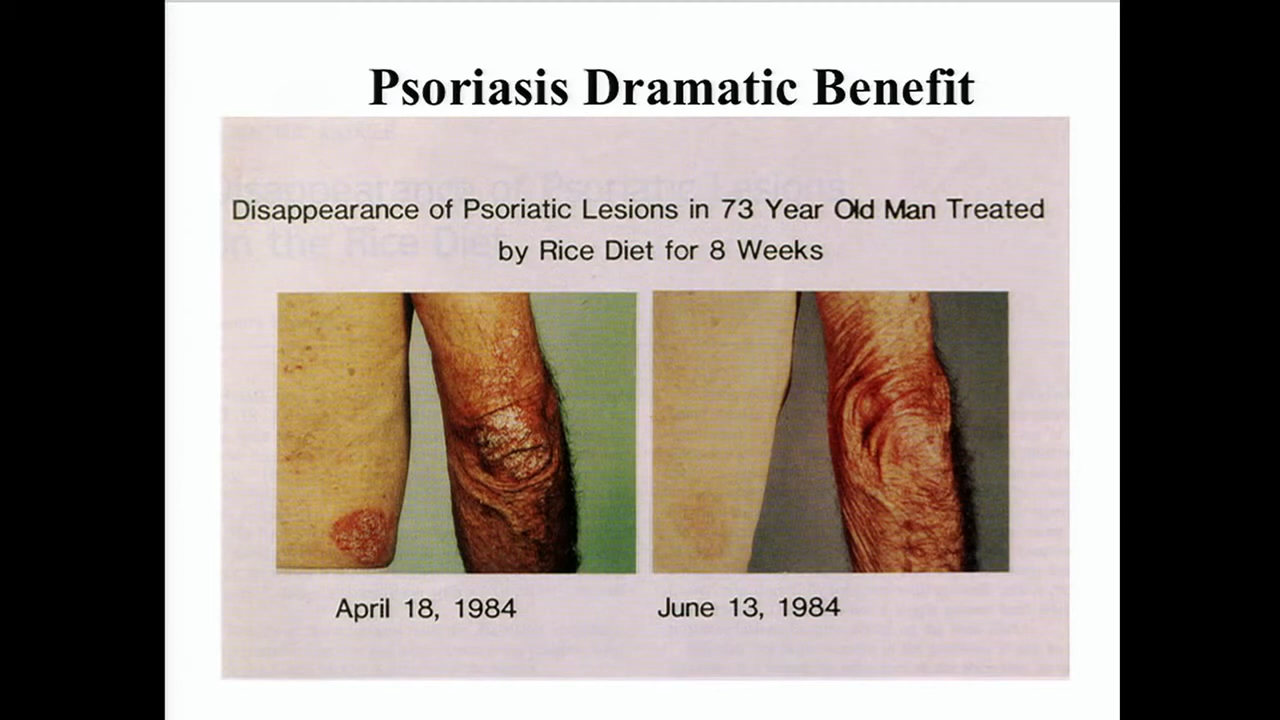 Psoriasis Dramatic Benefit
Disappearance of Psoriatic Lesions in 73 Year Old Man Treated
by Rice Diet for 8 Weeks
April 18, 1984
June 13, 1984